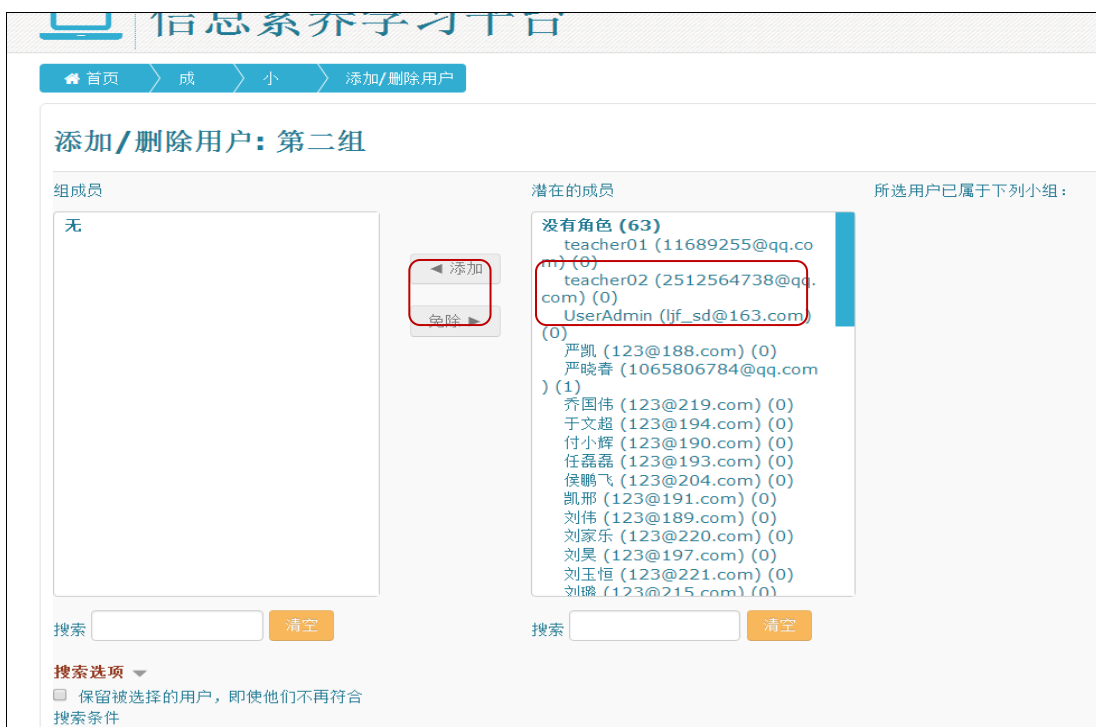 信息素养学习平台
首页
成
小
添加/删除用户
添加/删除用户: 第二组
组成员
无
◄ 添加
免除 ►
潜在的成员
没有角色 (63)
teacher01 (11689255@qq.co
m) (0)
teacher02 (2512564738@qq.
com) (0)
UserAdmin (ljf_sd@163.com)
(0)
严凯 (123@188.com) (0)
严晓春 (1065806784@qq.com
) (1)
乔国伟 (123@219.com) (0)
于文超 (123@194.com) (0)
付小辉 (123@190.com) (0)
任磊磊 (123@193.com) (0)
侯鹏飞 (123@204.com) (0)
凯邢 (123@191.com) (0)
刘伟 (123@189.com) (0)
刘家乐 (123@220.com) (0)
刘昊 (123@197.com) (0)
刘玉恒 (123@221.com) (0)
刘璐 (123@215.com) (0)
所选用户已属于下列小组：
搜索
清空
搜索
清空
搜索选项
保留被选择的用户，即使他们不再符合
搜索条件